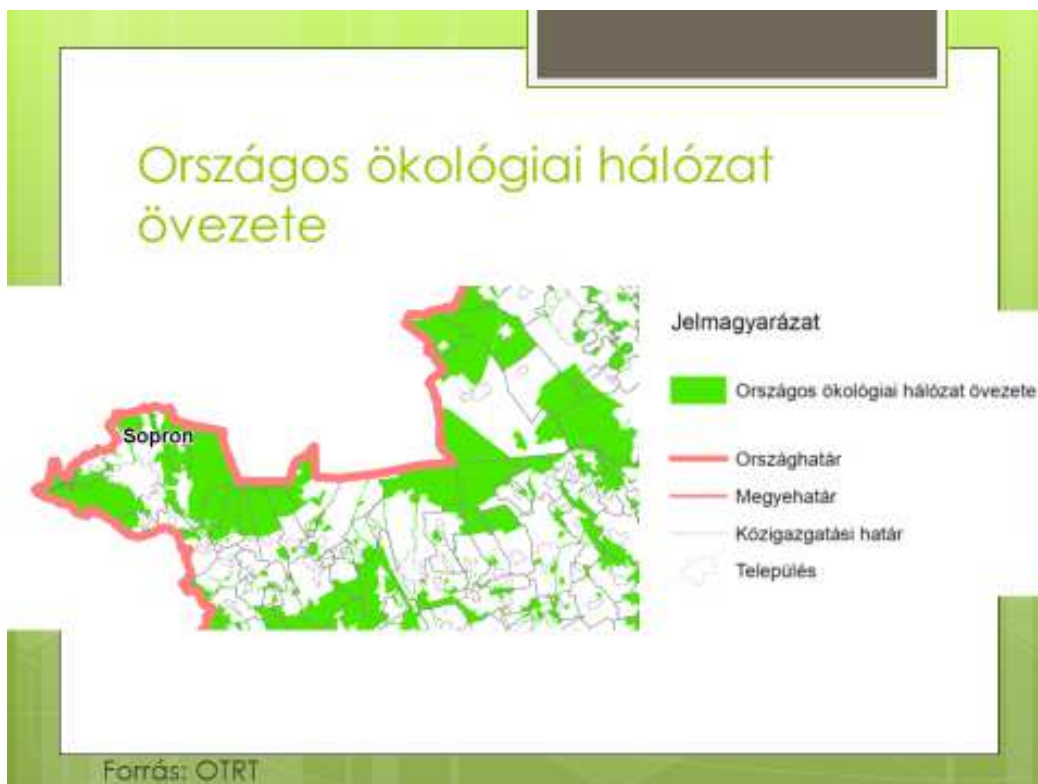 Országos ökológiai hálózat
övezete
Sopron
Jelmagyarázat
Országos ökológiai hálózat övezete
Országhatár
Megyehatár
Közigazgatási határ
Település
Forrás: OTRT